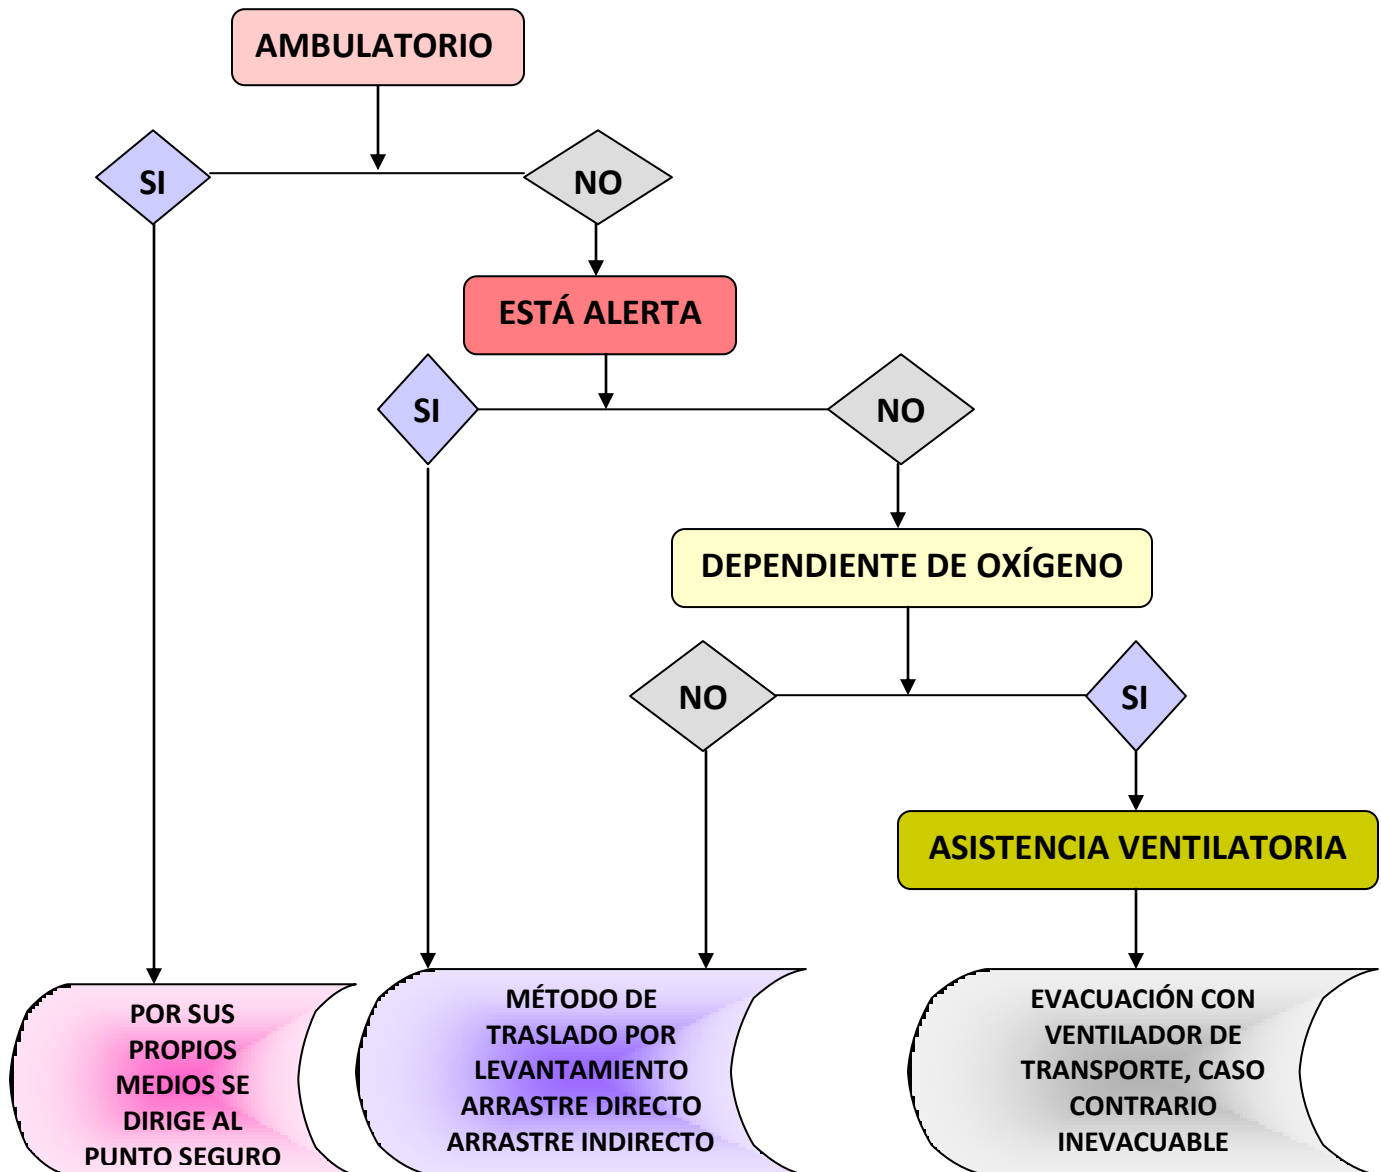 AMBULATORIO
SI
NO
ESTÁ ALERTA
SI
NO
DEPENDIENTE DE OXÍGENO
NO
SI
ASISTENCIA VENTILATORIA
POR SUS
PROPIOS
MEDIOS SE
DIRIGE AL
PUNTO SEGURO
MÉTODO DE
TRASLADO POR
LEVANTAMIENTO
ARRASTRE DIRECTO
ARRASTRE INDIRECTO
EVACUACIÓN CON
VENTILADOR DE
TRANSPORTE, CASO
CONTRARIO
INEVACUABLE